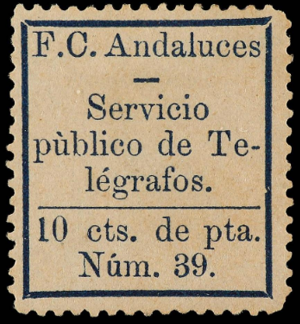 F.C. Andaluces
—
Servicio
pùblico de Te-
légrafos.
10 cts. de pta.
Núm. 39.